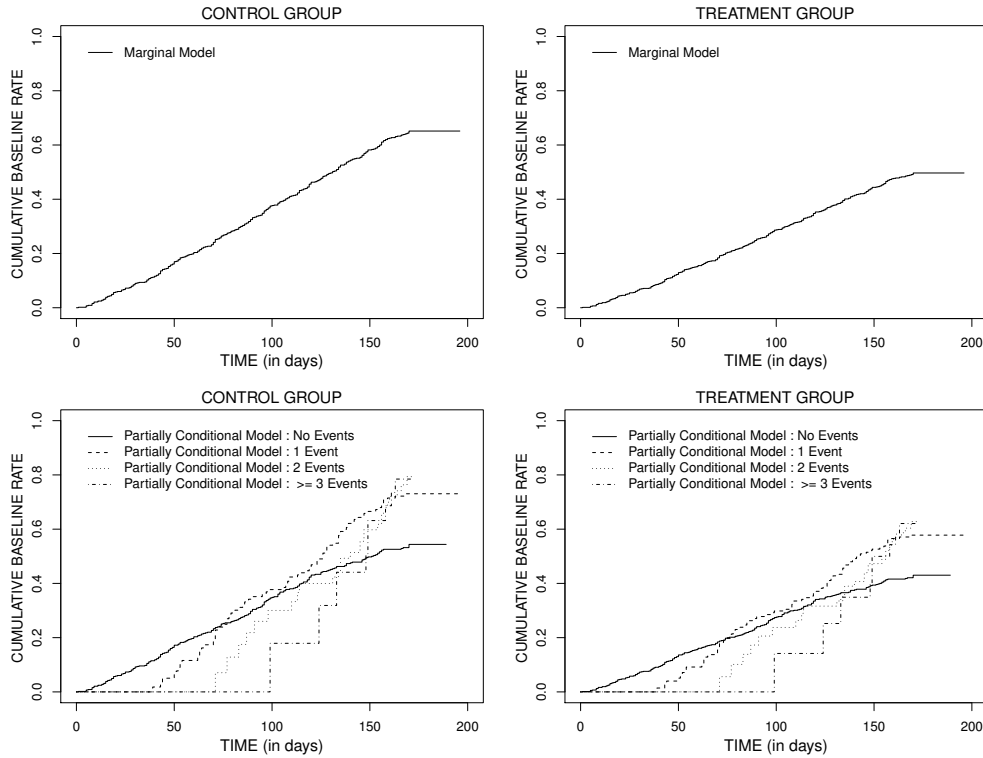 CONTROL GROUP
Marginal Model
CUMULATIVE BASELINE RATE
0.0 0.2 0.4 0.6 0.8 1.0
0 50 100 150 200
TIME (in days)
TREATMENT GROUP
Marginal Model
CUMULATIVE BASELINE RATE
0.0 0.2 0.4 0.6 0.8 1.0
0 50 100 150 200
TIME (in days)
CONTROL GROUP
Partially Conditional Model : No Events
Partially Conditional Model : 1 Event
Partially Conditional Model : 2 Events
Partially Conditional Model : >= 3 Events
CUMULATIVE BASELINE RATE
0.0 0.2 0.4 0.6 0.8 1.0
0 50 100 150 200
TIME (in days)
TREATMENT GROUP
Partially Conditional Model : No Events
Partially Conditional Model : 1 Event
Partially Conditional Model : 2 Events
Partially Conditional Model : >= 3 Events
CUMULATIVE BASELINE RATE
0.0 0.2 0.4 0.6 0.8 1.0
0 50 100 150 200
TIME (in days)